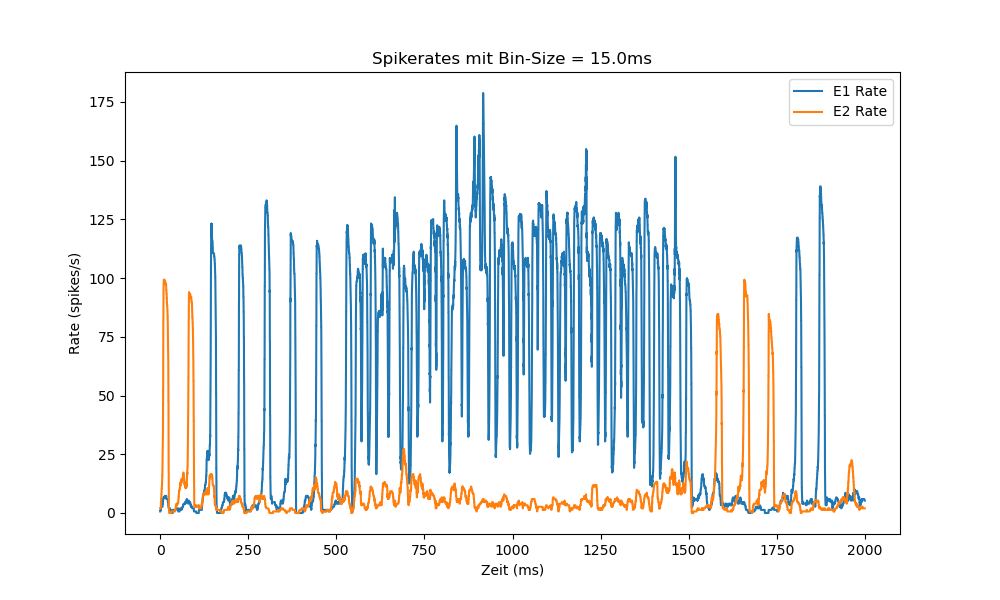 Spikerates mit Bin-Size = 15.0ms
E1 Rate
E2 Rate
Rate (spikes/s)
175
150
125
100
75
50
25
0
0 250 500 750 1000 1250 1500 1750 2000
Zeit (ms)